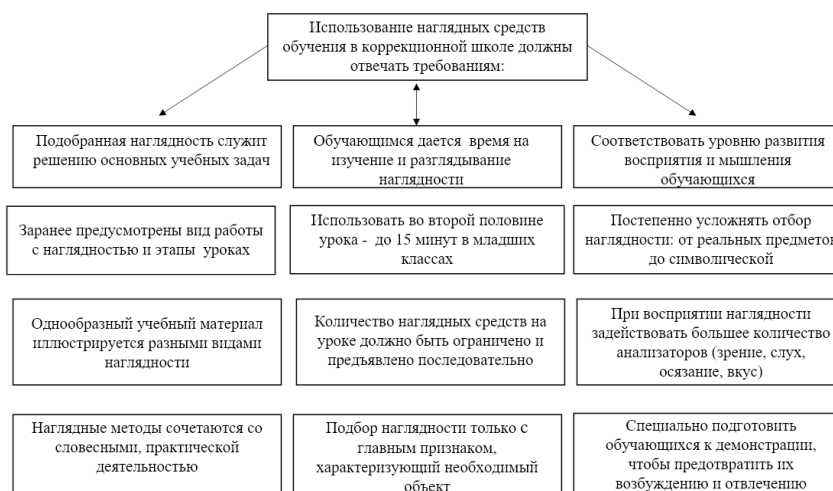 Использование наглядных средств
обучения в коррекционной школе должны
отвечать требованиям:
Подобранная наглядность служит
решению основных учебных задач
Обучающимся дается время на
изучение и разглядывание
наглядности
Соответствовать уровню развития
восприятия и мышления
обучающихся
Заранее предусмотрены вид работы
с наглядностью и этапы уроках
Использовать во второй половине
урока - до 15 минут в младших
классах
Постепенно усложнять отбор
наглядности: от реальных предметов
до символической
Однообразный учебный материал
иллюстрируется разными видами
наглядности
Количество наглядных средств на
уроке должно быть ограничено и
предъявлено последовательно
При восприятии наглядности
задействовать большее количество
анализаторов (зрение, слух,
осязание, вкус)
Наглядные методы сочетаются со
словесными, практической
деятельностью
Подбор наглядности только с
главным признаком,
характеризующий необходимый
объект
Специально подготовить
обучающихся к демонстрации,
чтобы предотвратить их
возбуждению и отвлечению